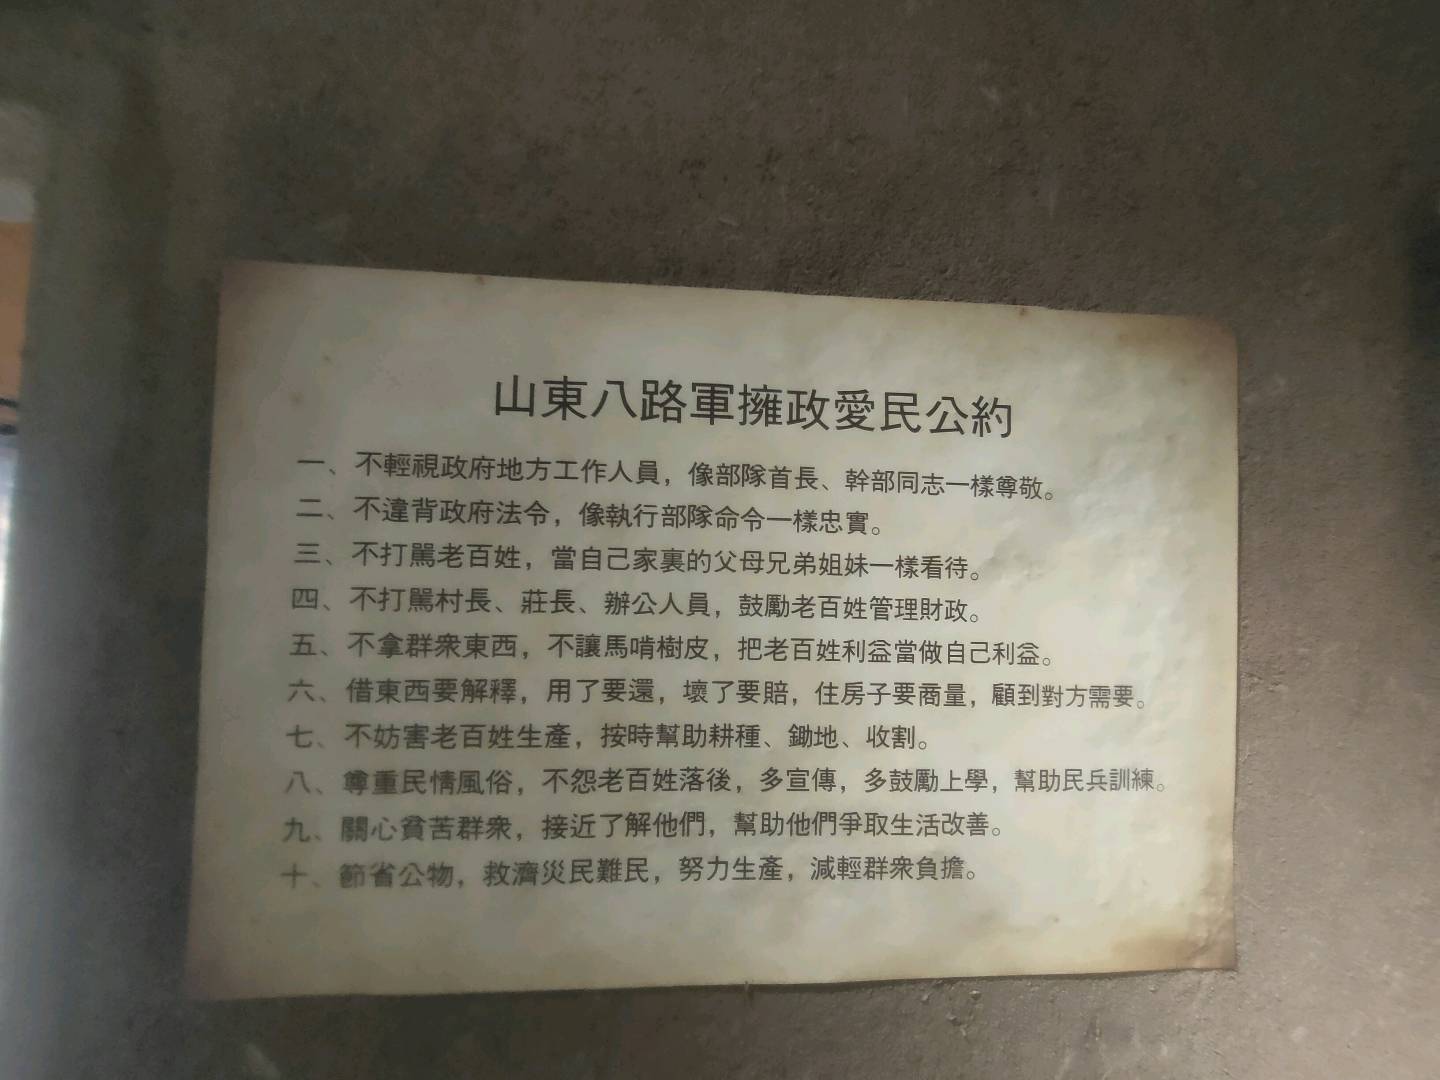 山東八路軍擁政愛民公約
一、不輕視政府地方工作人員，像部隊首長、幹部同志一樣尊敬。
二、不違背政府法令，像執行部隊命令一樣忠實。
三、不打駡老百姓，當自己家裏的父母兄弟姐妹一樣看待。
四、不打駡村長、莊長、辦公人員，鼓勵老百姓管理財政。
五、不拿群衆東西，不讓馬啃樹皮，把老百姓利益當做自己利益。
六、借東西要解釋，用了要還，壞了要賠，住房子要商量，顧到對方需要。
七、不妨害老百姓生產，按時幫助耕種、鋤地、收割。
八、尊重民情風俗，不怨老百姓落後，多宣傳，多鼓勵上學，幫助民兵訓練。
九、關心貧苦群衆，接近了解他們，幫助他們爭取生活改善。
十、節省公物，救濟災民難民，努力生產，減輕群衆負擔。